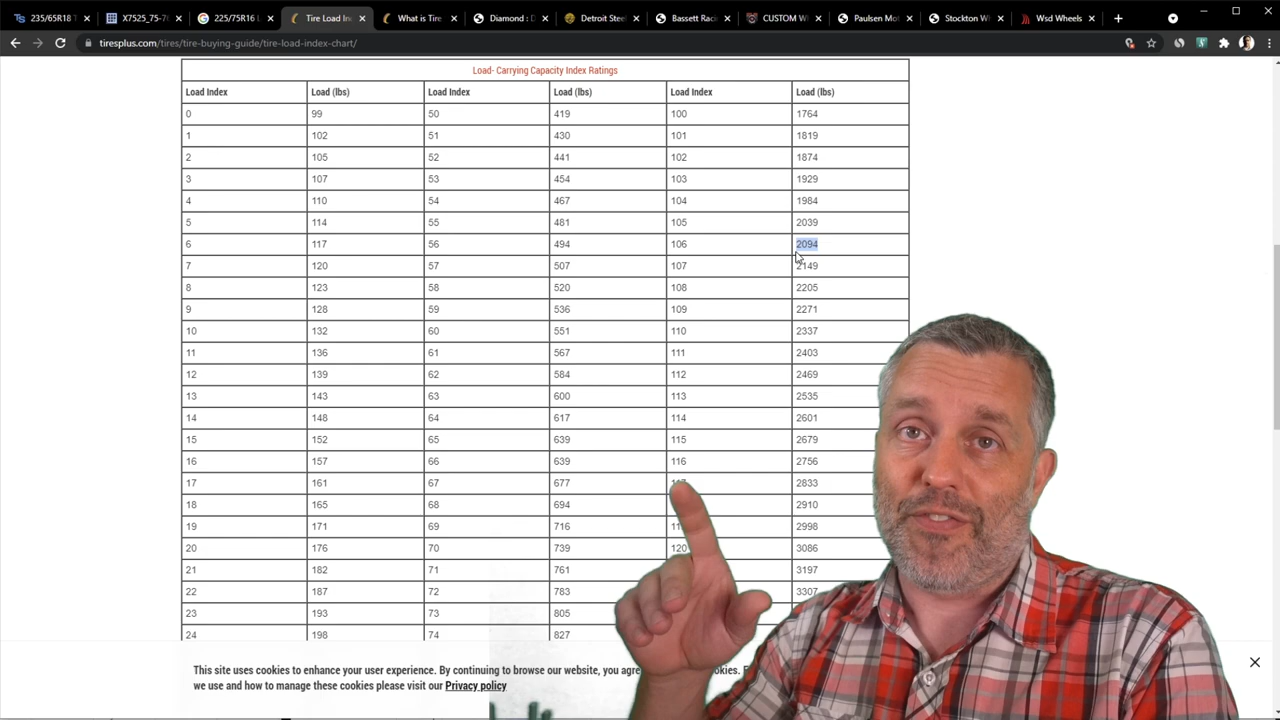 235/65R18 T
X7525_75-70
225/75R16 L
Tire Load In
What is Tire
Diamond : D
Detroit Steel
Bassett Rac
CUSTOM W
Paulsen Mo
Stockton W
Wsd Wheels
tiresplus.com/tires/tire-buying-guide/tire-load-index-chart/
Load- Carrying Capacity Index Ratings
Load Index Load (lbs) Load Index Load (lbs) Load Index Load (lbs)
0 99 50 419 100 1764
1 102 51 430 101 1819
2 105 52 441 102 1874
3 107 53 454 103 1929
4 110 54 467 104 1984
5 114 55 481 105 2039
6 117 56 494 106 2094
7 120 57 507 107 2149
8 123 58 520 108 2205
9 128 59 536 109 2271
10 132 60 551 110 2337
11 136 61 567 111 2403
12 139 62 584 112 2469
13 143 63 600 113 2535
14 148 64 617 114 2601
15 152 65 639 115 2679
16 157 66 639 116 2756
17 161 67 677 2833
18 165 68 694 2910
19 171 69 716 2998
20 176 70 739 120 3086
21 182 71 761 3197
22 187 72 783 3307
23 193 73 805
24 198 74 827
This site uses cookies to enhance your user experience. By continuing to browse our website, you agre cookies. F
we use and how to manage these cookies please visit our Privacy policy